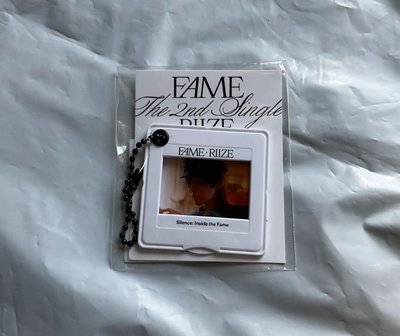 FAME
The 2nd Single
RIIZE
FAME · RIIZE
Silence: Inside the Fame